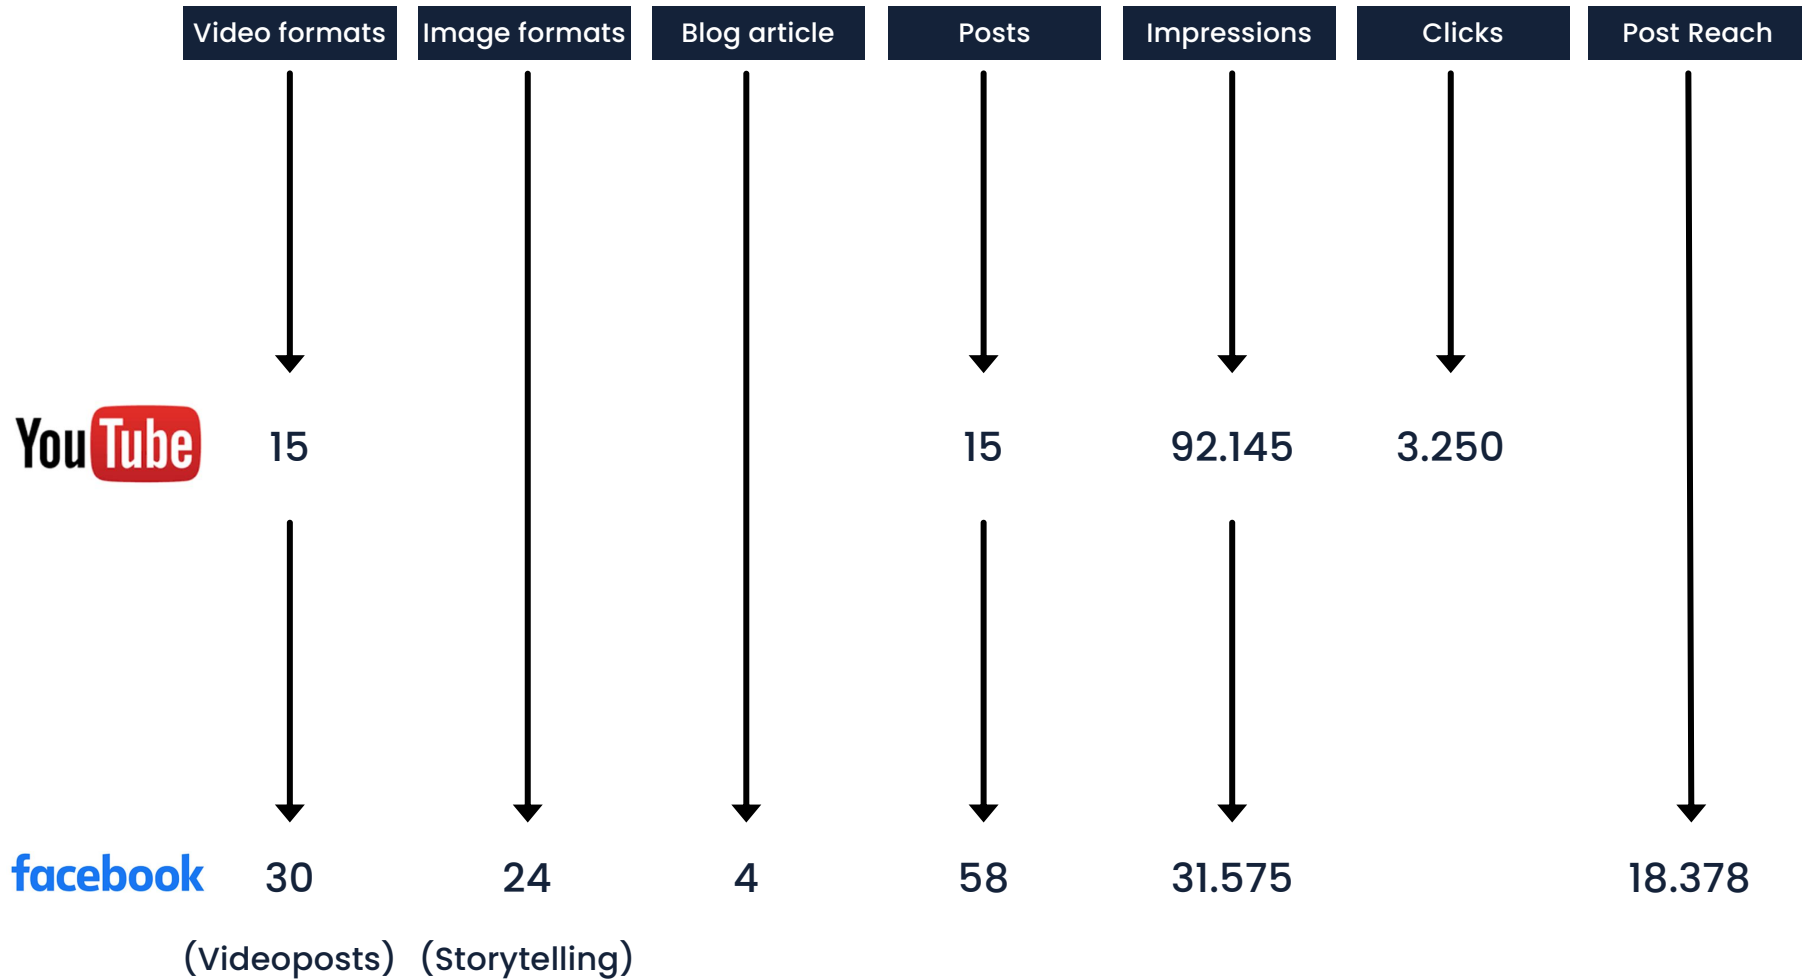 Video formats Image formats Blog article Posts Impressions Clicks Post Reach
YouTube 15 15 92.145 3.250
facebook 30 24 4 58 31.575 18.378
(Videoposts) (Storytelling)